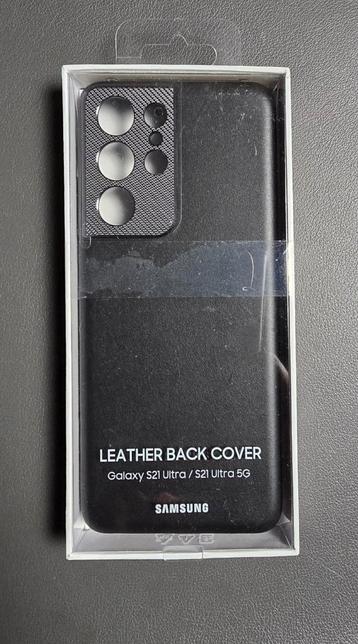 LEATHER BACK COVER
Galaxy S21 Ultra / S21 Ultra 5G
SAMSUNG